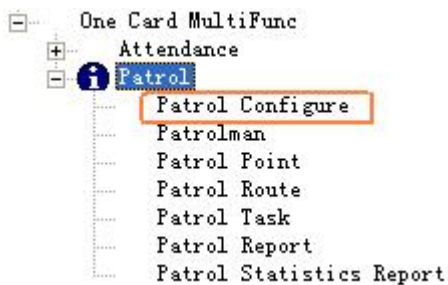 One Card MultiFunc
Attendance
Patrol
Patrol Configure
Patrolman
Patrol Point
Patrol Route
Patrol Task
Patrol Report
Patrol Statistics Report